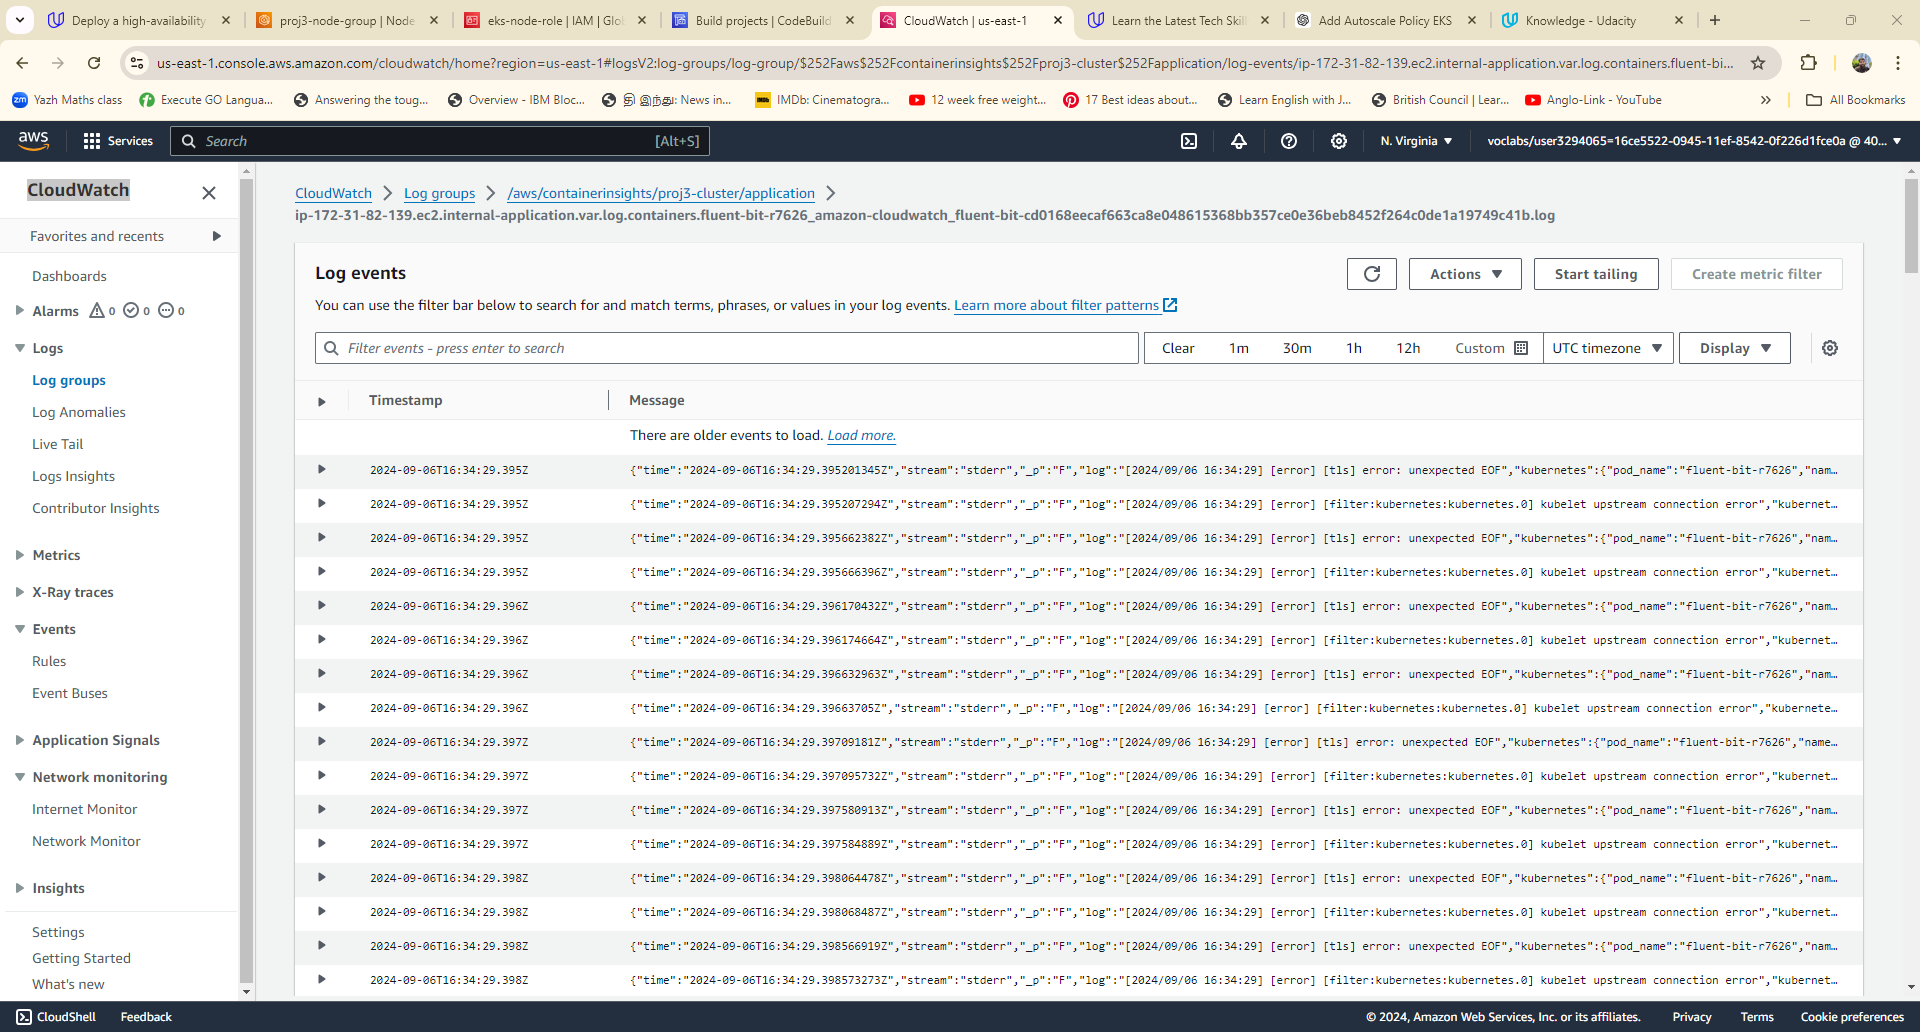 Deploy a high-availability
proj3-node-group | Node
eks-node-role | IAM | Glo
Build projects | CodeBuild
CloudWatch | us-east-1
Learn the Latest Tech Skil
Add Autoscale Policy EKS
Knowledge - Udacity
us-east-1.console.aws.amazon.com/cloudwatch/home?region=us-east-1#logsV2:log-groups/log-group/$252Faws$252Fcontainerinsights$252Fproj3-cluster$252Fapplication/log-events/ip-172-31-82-139.ec2.internal-application.var.log.containers.fluent-bi...
Yazh Maths class
Execute GO Langua...
Answering the toug...
Overview - IBM Bloc...
தி இந்து: News in...
IMDb: Cinematogra...
12 week free weight...
17 Best ideas about...
Learn English with J...
British Council | Lear...
Anglo-Link - YouTube
All Bookmarks
aws
Services
Search
[Alt+S]
N. Virginia
voclabs/user3294065=16ce5522-0945-11ef-8542-0f226d1fce0a @ 40...
CloudWatch
Favorites and recents
Dashboards
Alarms 0 0 0
Logs
Log groups
Log Anomalies
Live Tail
Logs Insights
Contributor Insights
Metrics
X-Ray traces
Events
Rules
Event Buses
Application Signals
Network monitoring
Internet Monitor
Network Monitor
Insights
Settings
Getting Started
What's new
CloudWatch
Log groups
/aws/containerinsights/proj3-cluster/application
ip-172-31-82-139.ec2.internal-application.var.log.containers.fluent-bit-r7626_amazon-cloudwatch_fluent-bit-cd0168eecaf663ca8e048615368bb357ce0e36beb8452f264c0de1a19749c41b.log
Log events
Actions
Start tailing
Create metric filter
You can use the filter bar below to search for and match terms, phrases, or values in your log events. Learn more about filter patterns
Filter events - press enter to search
Clear 1m 30m 1h 12h Custom UTC timezone Display
Timestamp Message
There are older events to load. Load more.
2024-09-06T16:34:29.395Z {"time":"2024-09-06T16:34:29.395201345Z","stream":"stderr","_p":"F","log":"[2024/09/06 16:34:29] [error] [tls] error: unexpected EOF","kubernetes":{"pod_name":"fluent-bit-r7626","nam…
2024-09-06T16:34:29.395Z {"time":"2024-09-06T16:34:29.395207294Z","stream":"stderr","_p":"F","log":"[2024/09/06 16:34:29] [error] [filter:kubernetes:kubernetes.0] kubelet upstream connection error","kubernet…
2024-09-06T16:34:29.395Z {"time":"2024-09-06T16:34:29.395662382Z","stream":"stderr","_p":"F","log":"[2024/09/06 16:34:29] [error] [tls] error: unexpected EOF","kubernetes":{"pod_name":"fluent-bit-r7626","nam…
2024-09-06T16:34:29.395Z {"time":"2024-09-06T16:34:29.395666396Z","stream":"stderr","_p":"F","log":"[2024/09/06 16:34:29] [error] [filter:kubernetes:kubernetes.0] kubelet upstream connection error","kubernet…
2024-09-06T16:34:29.396Z {"time":"2024-09-06T16:34:29.396170432Z","stream":"stderr","_p":"F","log":"[2024/09/06 16:34:29] [error] [tls] error: unexpected EOF","kubernetes":{"pod_name":"fluent-bit-r7626","nam…
2024-09-06T16:34:29.396Z {"time":"2024-09-06T16:34:29.396174664Z","stream":"stderr","_p":"F","log":"[2024/09/06 16:34:29] [error] [filter:kubernetes:kubernetes.0] kubelet upstream connection error","kubernet…
2024-09-06T16:34:29.396Z {"time":"2024-09-06T16:34:29.396632963Z","stream":"stderr","_p":"F","log":"[2024/09/06 16:34:29] [error] [tls] error: unexpected EOF","kubernetes":{"pod_name":"fluent-bit-r7626","nam…
2024-09-06T16:34:29.396Z {"time":"2024-09-06T16:34:29.39663705Z","stream":"stderr","_p":"F","log":"[2024/09/06 16:34:29] [error] [filter:kubernetes:kubernetes.0] kubelet upstream connection error","kubernete…
2024-09-06T16:34:29.397Z {"time":"2024-09-06T16:34:29.39709181Z","stream":"stderr","_p":"F","log":"[2024/09/06 16:34:29] [error] [tls] error: unexpected EOF","kubernetes":{"pod_name":"fluent-bit-r7626","name…
2024-09-06T16:34:29.397Z {"time":"2024-09-06T16:34:29.397095732Z","stream":"stderr","_p":"F","log":"[2024/09/06 16:34:29] [error] [filter:kubernetes:kubernetes.0] kubelet upstream connection error","kubernet…
2024-09-06T16:34:29.397Z {"time":"2024-09-06T16:34:29.397580913Z","stream":"stderr","_p":"F","log":"[2024/09/06 16:34:29] [error] [tls] error: unexpected EOF","kubernetes":{"pod_name":"fluent-bit-r7626","nam…
2024-09-06T16:34:29.397Z {"time":"2024-09-06T16:34:29.397584889Z","stream":"stderr","_p":"F","log":"[2024/09/06 16:34:29] [error] [filter:kubernetes:kubernetes.0] kubelet upstream connection error","kubernet…
2024-09-06T16:34:29.398Z {"time":"2024-09-06T16:34:29.398064478Z","stream":"stderr","_p":"F","log":"[2024/09/06 16:34:29] [error] [tls] error: unexpected EOF","kubernetes":{"pod_name":"fluent-bit-r7626","nam…
2024-09-06T16:34:29.398Z {"time":"2024-09-06T16:34:29.398068487Z","stream":"stderr","_p":"F","log":"[2024/09/06 16:34:29] [error] [filter:kubernetes:kubernetes.0] kubelet upstream connection error","kubernet…
2024-09-06T16:34:29.398Z {"time":"2024-09-06T16:34:29.398566919Z","stream":"stderr","_p":"F","log":"[2024/09/06 16:34:29] [error] [tls] error: unexpected EOF","kubernetes":{"pod_name":"fluent-bit-r7626","nam…
2024-09-06T16:34:29.398Z {"time":"2024-09-06T16:34:29.398573273Z","stream":"stderr","_p":"F","log":"[2024/09/06 16:34:29] [error] [filter:kubernetes:kubernetes.0] kubelet upstream connection error","kubernet…
CloudShell
Feedback
© 2024, Amazon Web Services, Inc. or its affiliates.
Privacy
Terms
Cookie preferences